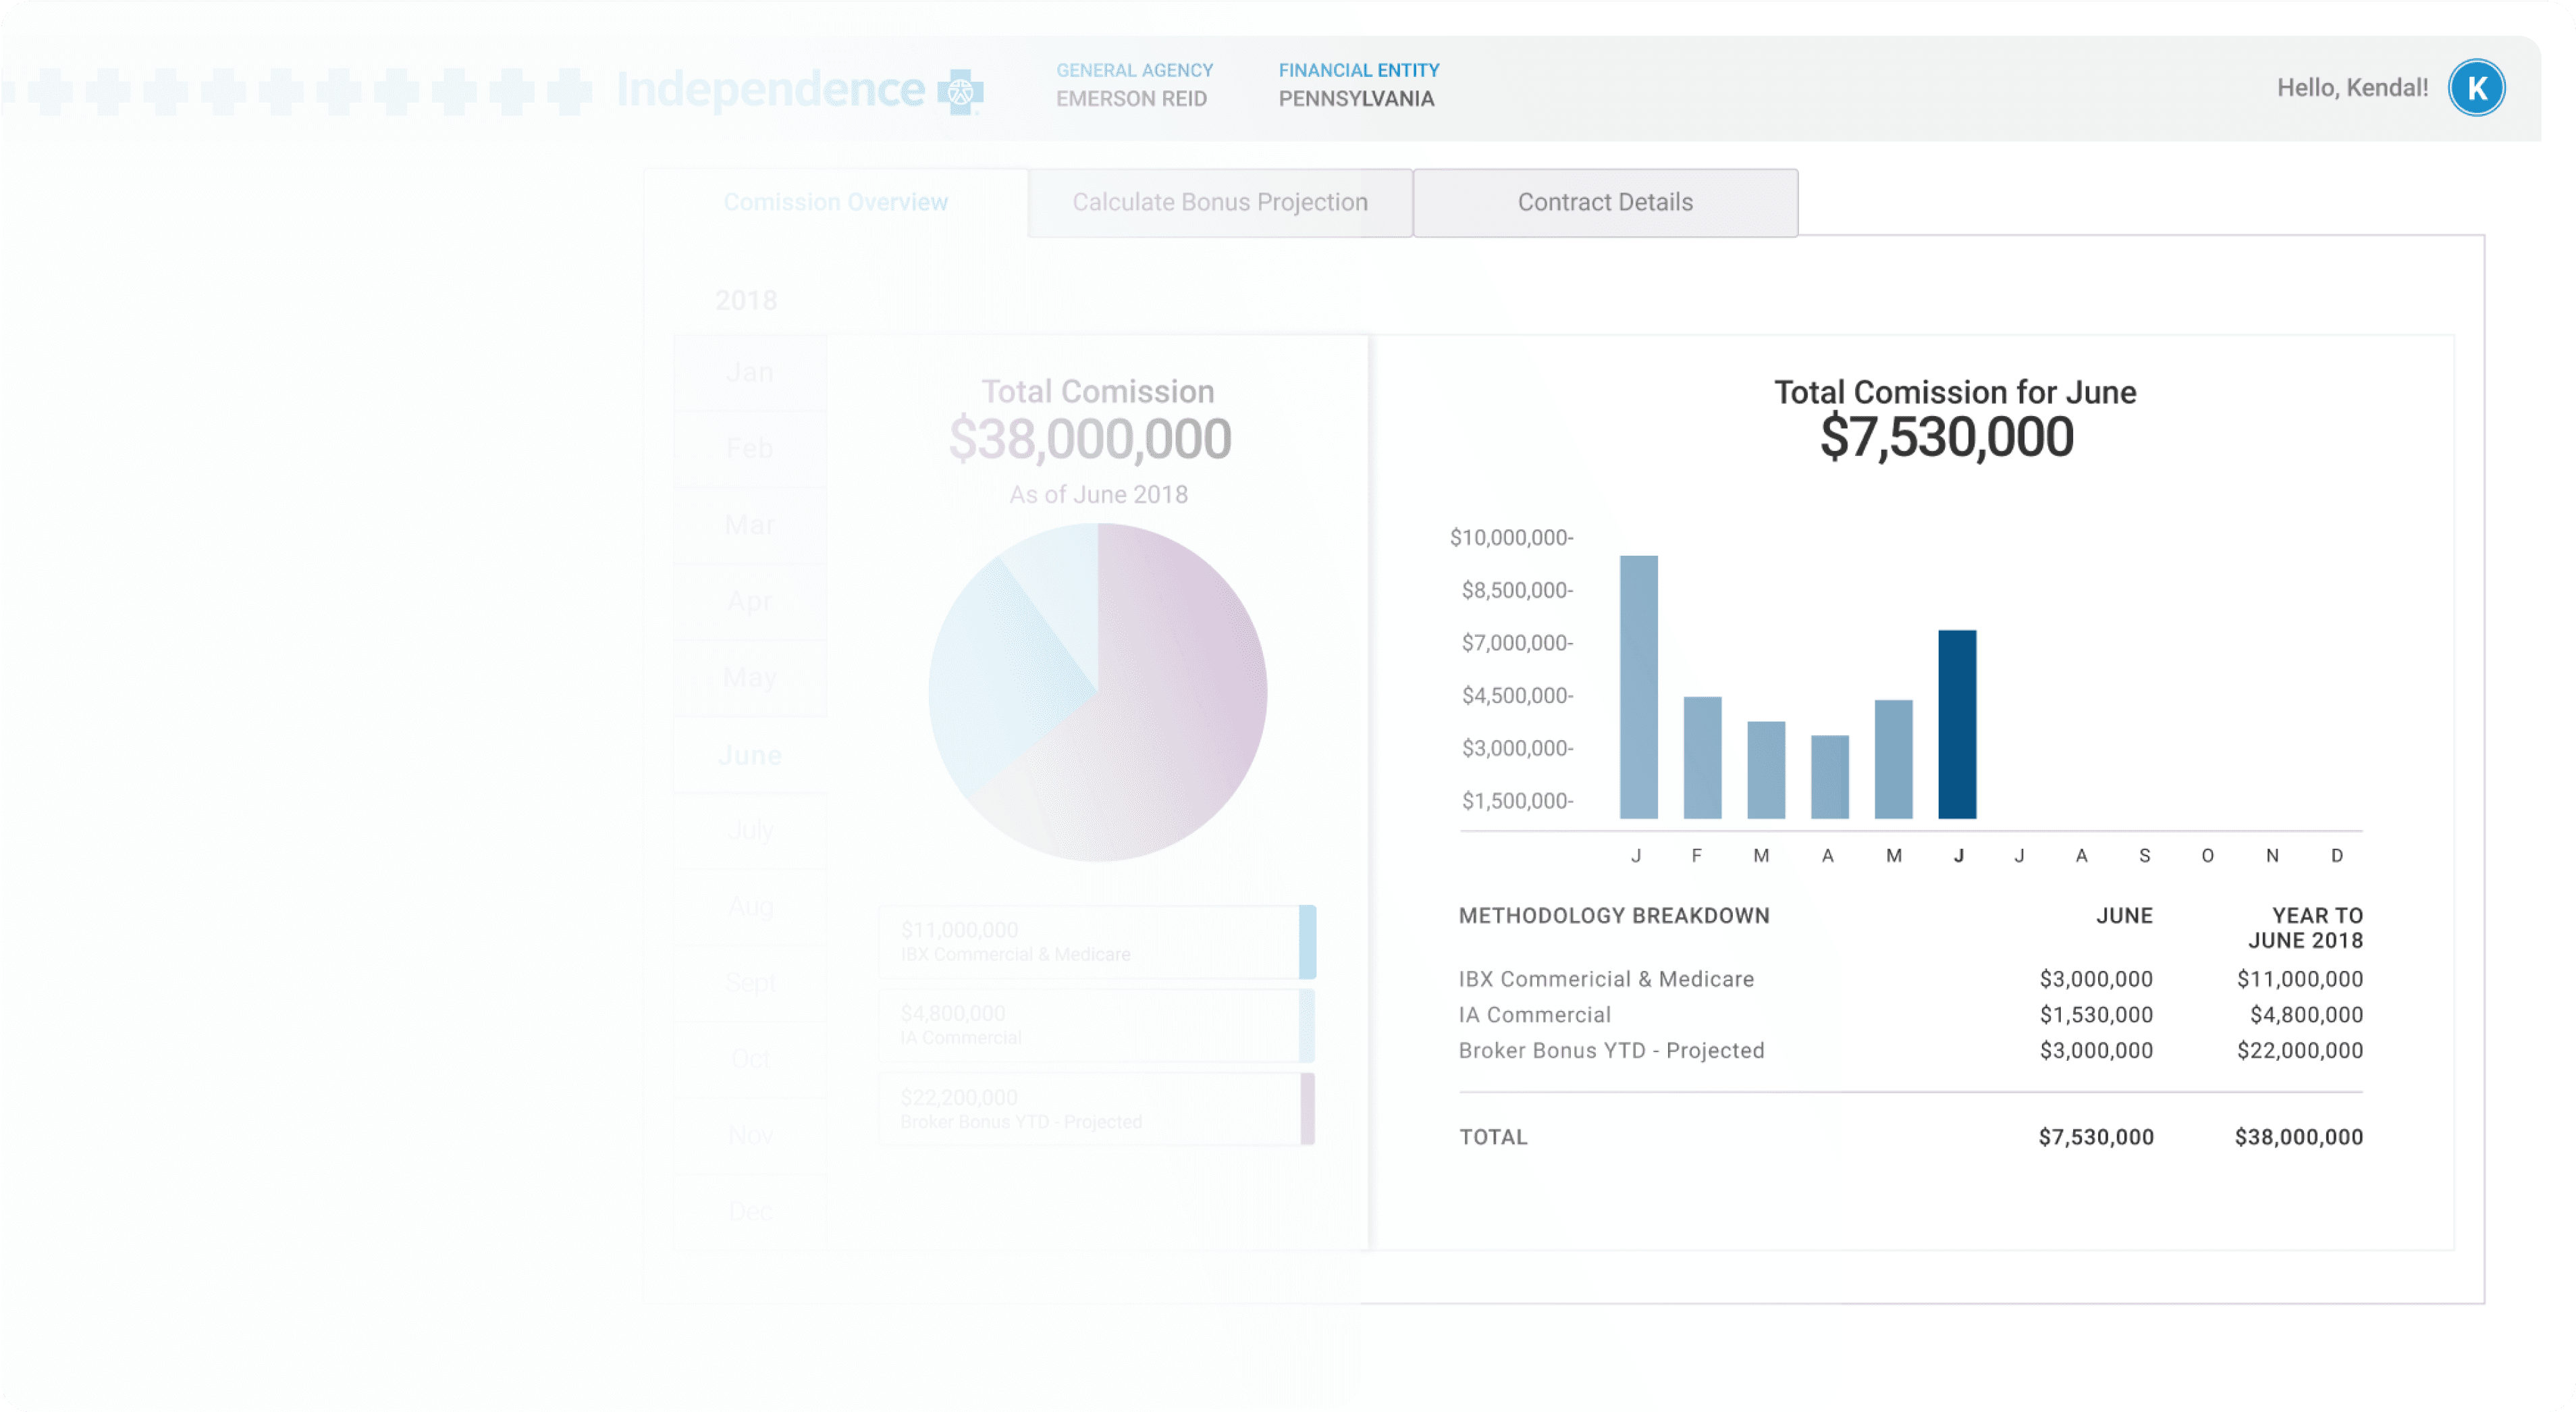 Independence
GENERAL AGENCY
EMERSON REID
FINANCIAL ENTITY
PENNSYLVANIA
Hello, Kendal!
K
Comission Overview
Calculate Bonus Projection
Contract Details
2018
Jan
Feb
Mar
Apr
May
June
July
Aug
Sept
Oct
Nov
Dec
Total Comission
$38,000,000
As of June 2018
$11,000,000
IBX Commercial & Medicare
$4,800,000
IA Commercial
$22,200,000
Broker Bonus YTD - Projected
Total Comission for June
$7,530,000
$10,000,000-
$8,500,000-
$7,000,000-
$4,500,000-
$3,000,000-
$1,500,000-
J F M A M J J A S O N D
METHODOLOGY BREAKDOWN JUNE YEAR TO
JUNE 2018
IBX Commericial & Medicare $3,000,000 $11,000,000
IA Commercial $1,530,000 $4,800,000
Broker Bonus YTD - Projected $3,000,000 $22,000,000
TOTAL $7,530,000 $38,000,000